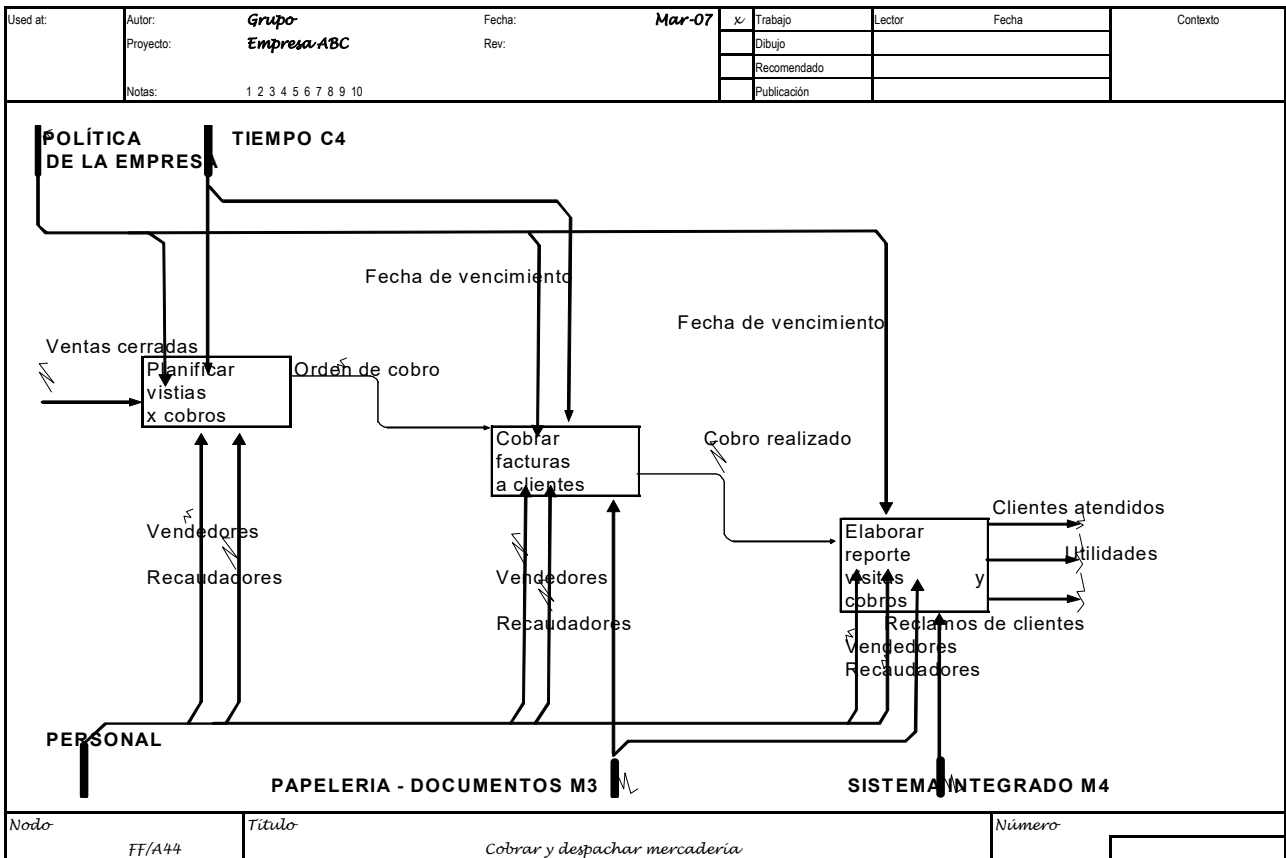 Used at:
Autor:
Grupo
Fecha:
Mar-07
x
Trabajo
Lector
Fecha
Contexto
Proyecto:
Empresa ABC
Rev:
Dibujo
Recomendado
Notas:
1 2 3 4 5 6 7 8 9 10
Publicación
POLÍTICA
DE LA EMPRESA
TIEMPO C4
Fecha de vencimiento
Fecha de vencimiento
Ventas cerradas
Planificar
vistias
x cobros
Orden de cobro
Cobrar
facturas
a clientes
Cobro realizado
Clientes atendidos
Utilidades
Elaborar
reporte
visitas y
cobros
Reclamos de clientes
Vendedores
Recaudadores
Vendedores
Recaudadores
Vendedores
Recaudadores
PERSONAL
PAPELERIA - DOCUMENTOS M3
SISTEMA INTEGRADO M4
Nodo
FF/A44
Título
Cobrar y despachar mercadería
Número